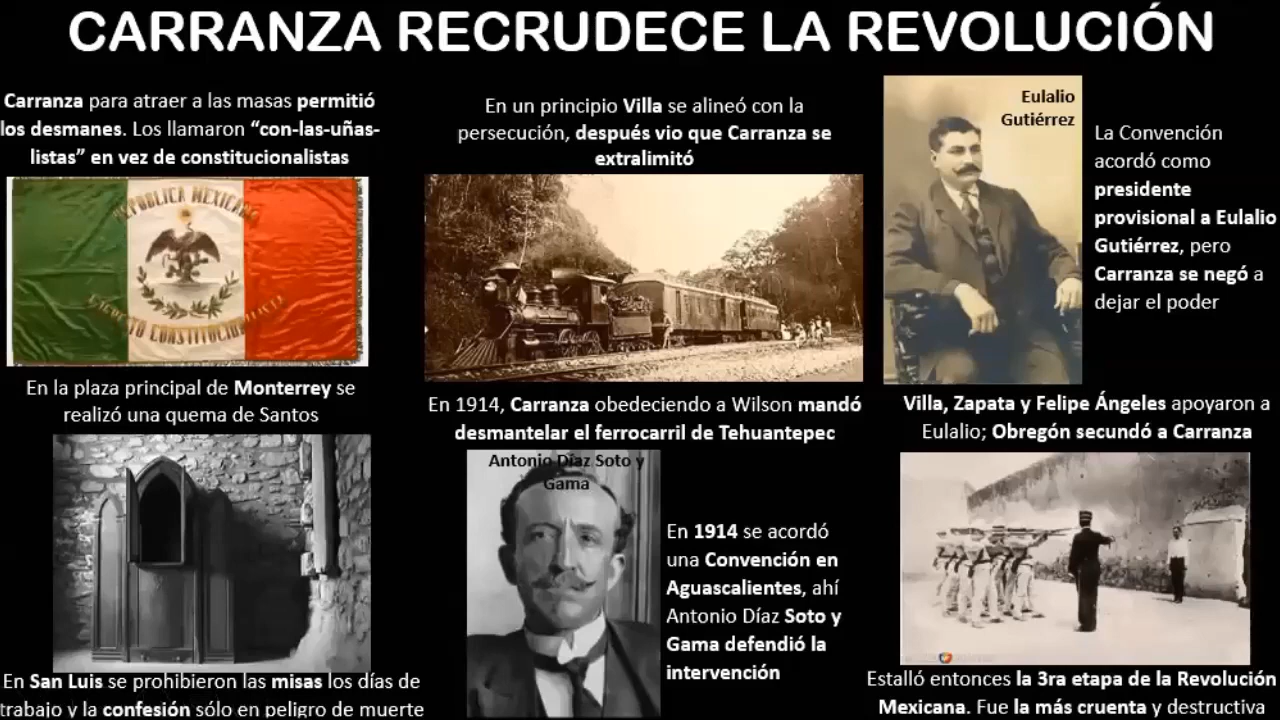 CARRANZA RECRUDECE LA REVOLUCIÓN
Carranza para atraer a las masas permitió
los desmanes. Los llamaron “con-las-uñas-
listas” en vez de constitucionalistas
REPÚBLICA MEXICANA
En la plaza principal de Monterrey se
realizó una quema de Santos
En San Luis se prohibieron las misas los días de
trabajo y la confesión sólo en peligro de muerte
En un principio Villa se alineó con la
persecución, después vio que Carranza se
extralimitó
En 1914, Carranza obedeciendo a Wilson mandó
desmantelar el ferrocarril de Tehuantepec
Antonio Díaz Soto y
Gama
En 1914 se acordó
una Convención en
Aguascalientes, ahí
Antonio Díaz Soto y
Gama defendió la
intervención
Eulalio
Gutiérrez
La Convención
acordó como
presidente
provisional a Eulalio
Gutiérrez, pero
Carranza se negó a
dejar el poder
Villa, Zapata y Felipe Ángeles apoyaron a
Eulalio; Obregón secundó a Carranza
Estalló entonces la 3ra etapa de la Revolución
Mexicana. Fue la más cruenta y destructiva